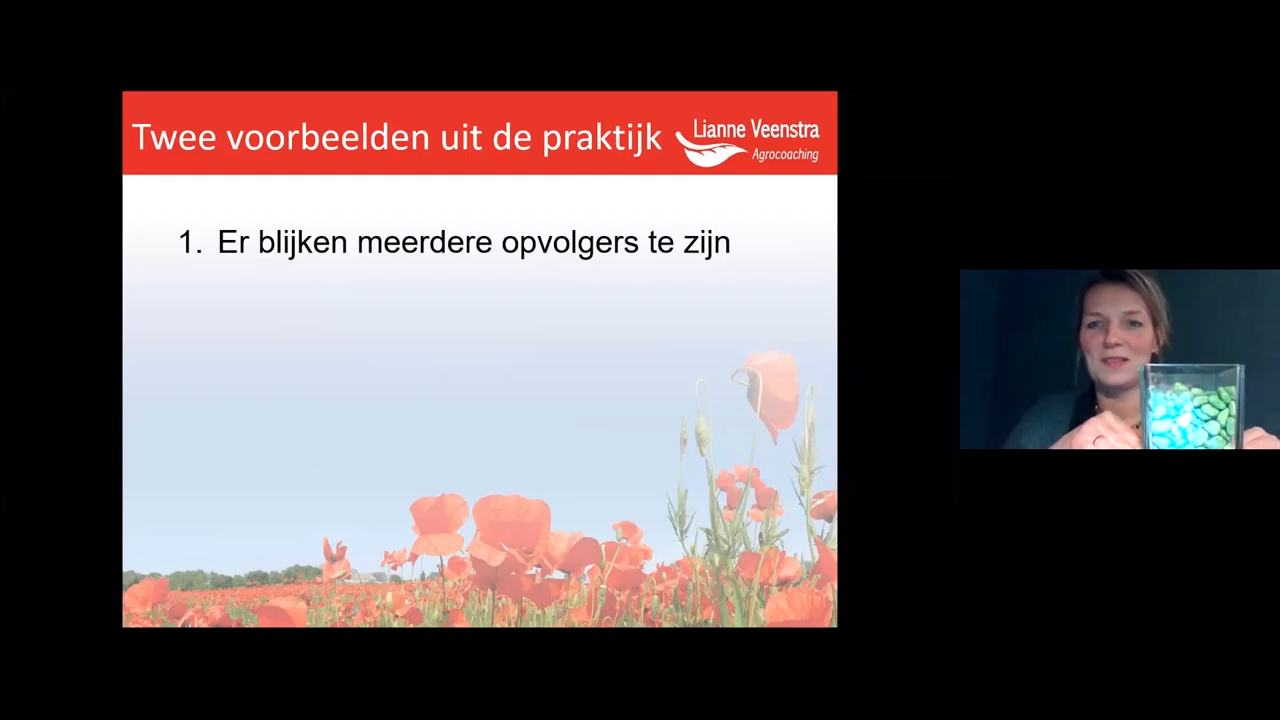 Twee voorbeelden uit de praktijk
Lianne Veenstra
Agrocoaching
1. Er blijken meerdere opvolgers te zijn